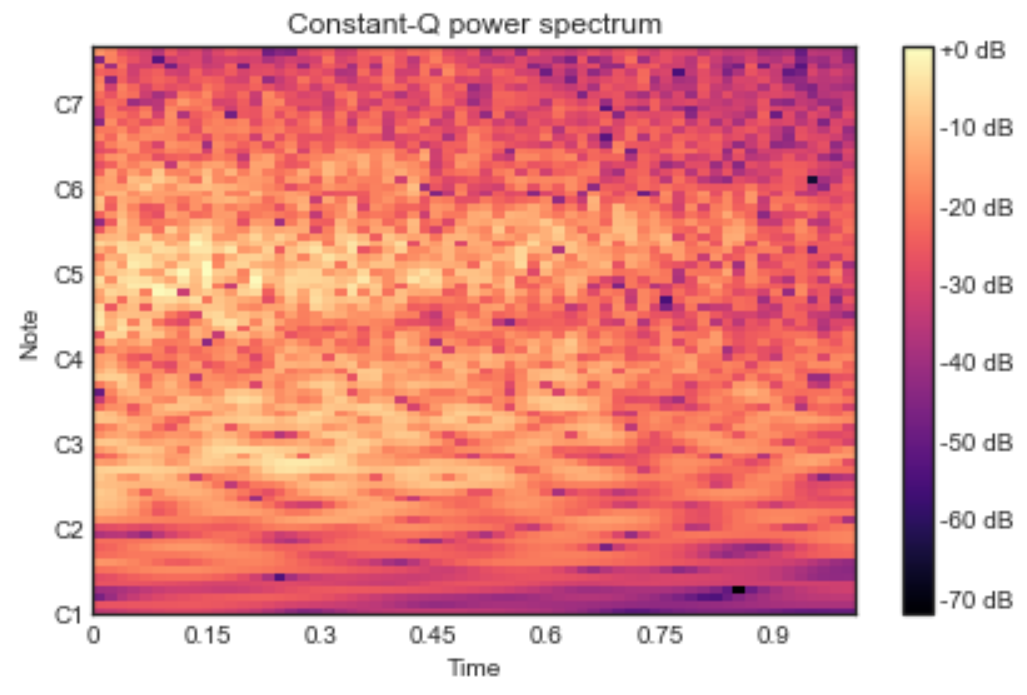 Constant-Q power spectrum
Note
C7
C6
C5
C4
C3
C2
C1
0 0.15 0.3 0.45 0.6 0.75 0.9
Time
+0 dB
-10 dB
-20 dB
-30 dB
-40 dB
-50 dB
-60 dB
-70 dB